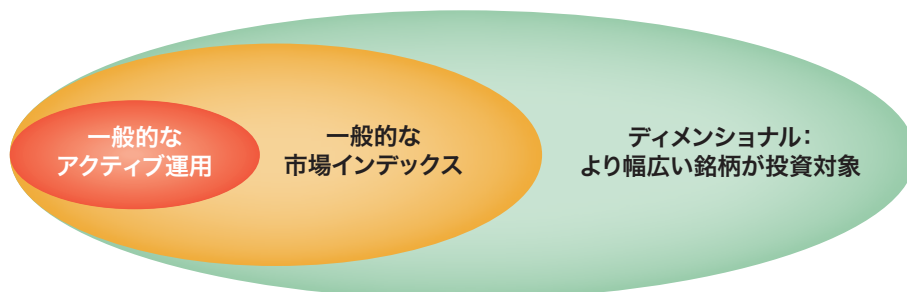 一般的な
アクティブ運用
一般的な
市場インデックス
ディメンショナル：
より幅広い銘柄が投資対象